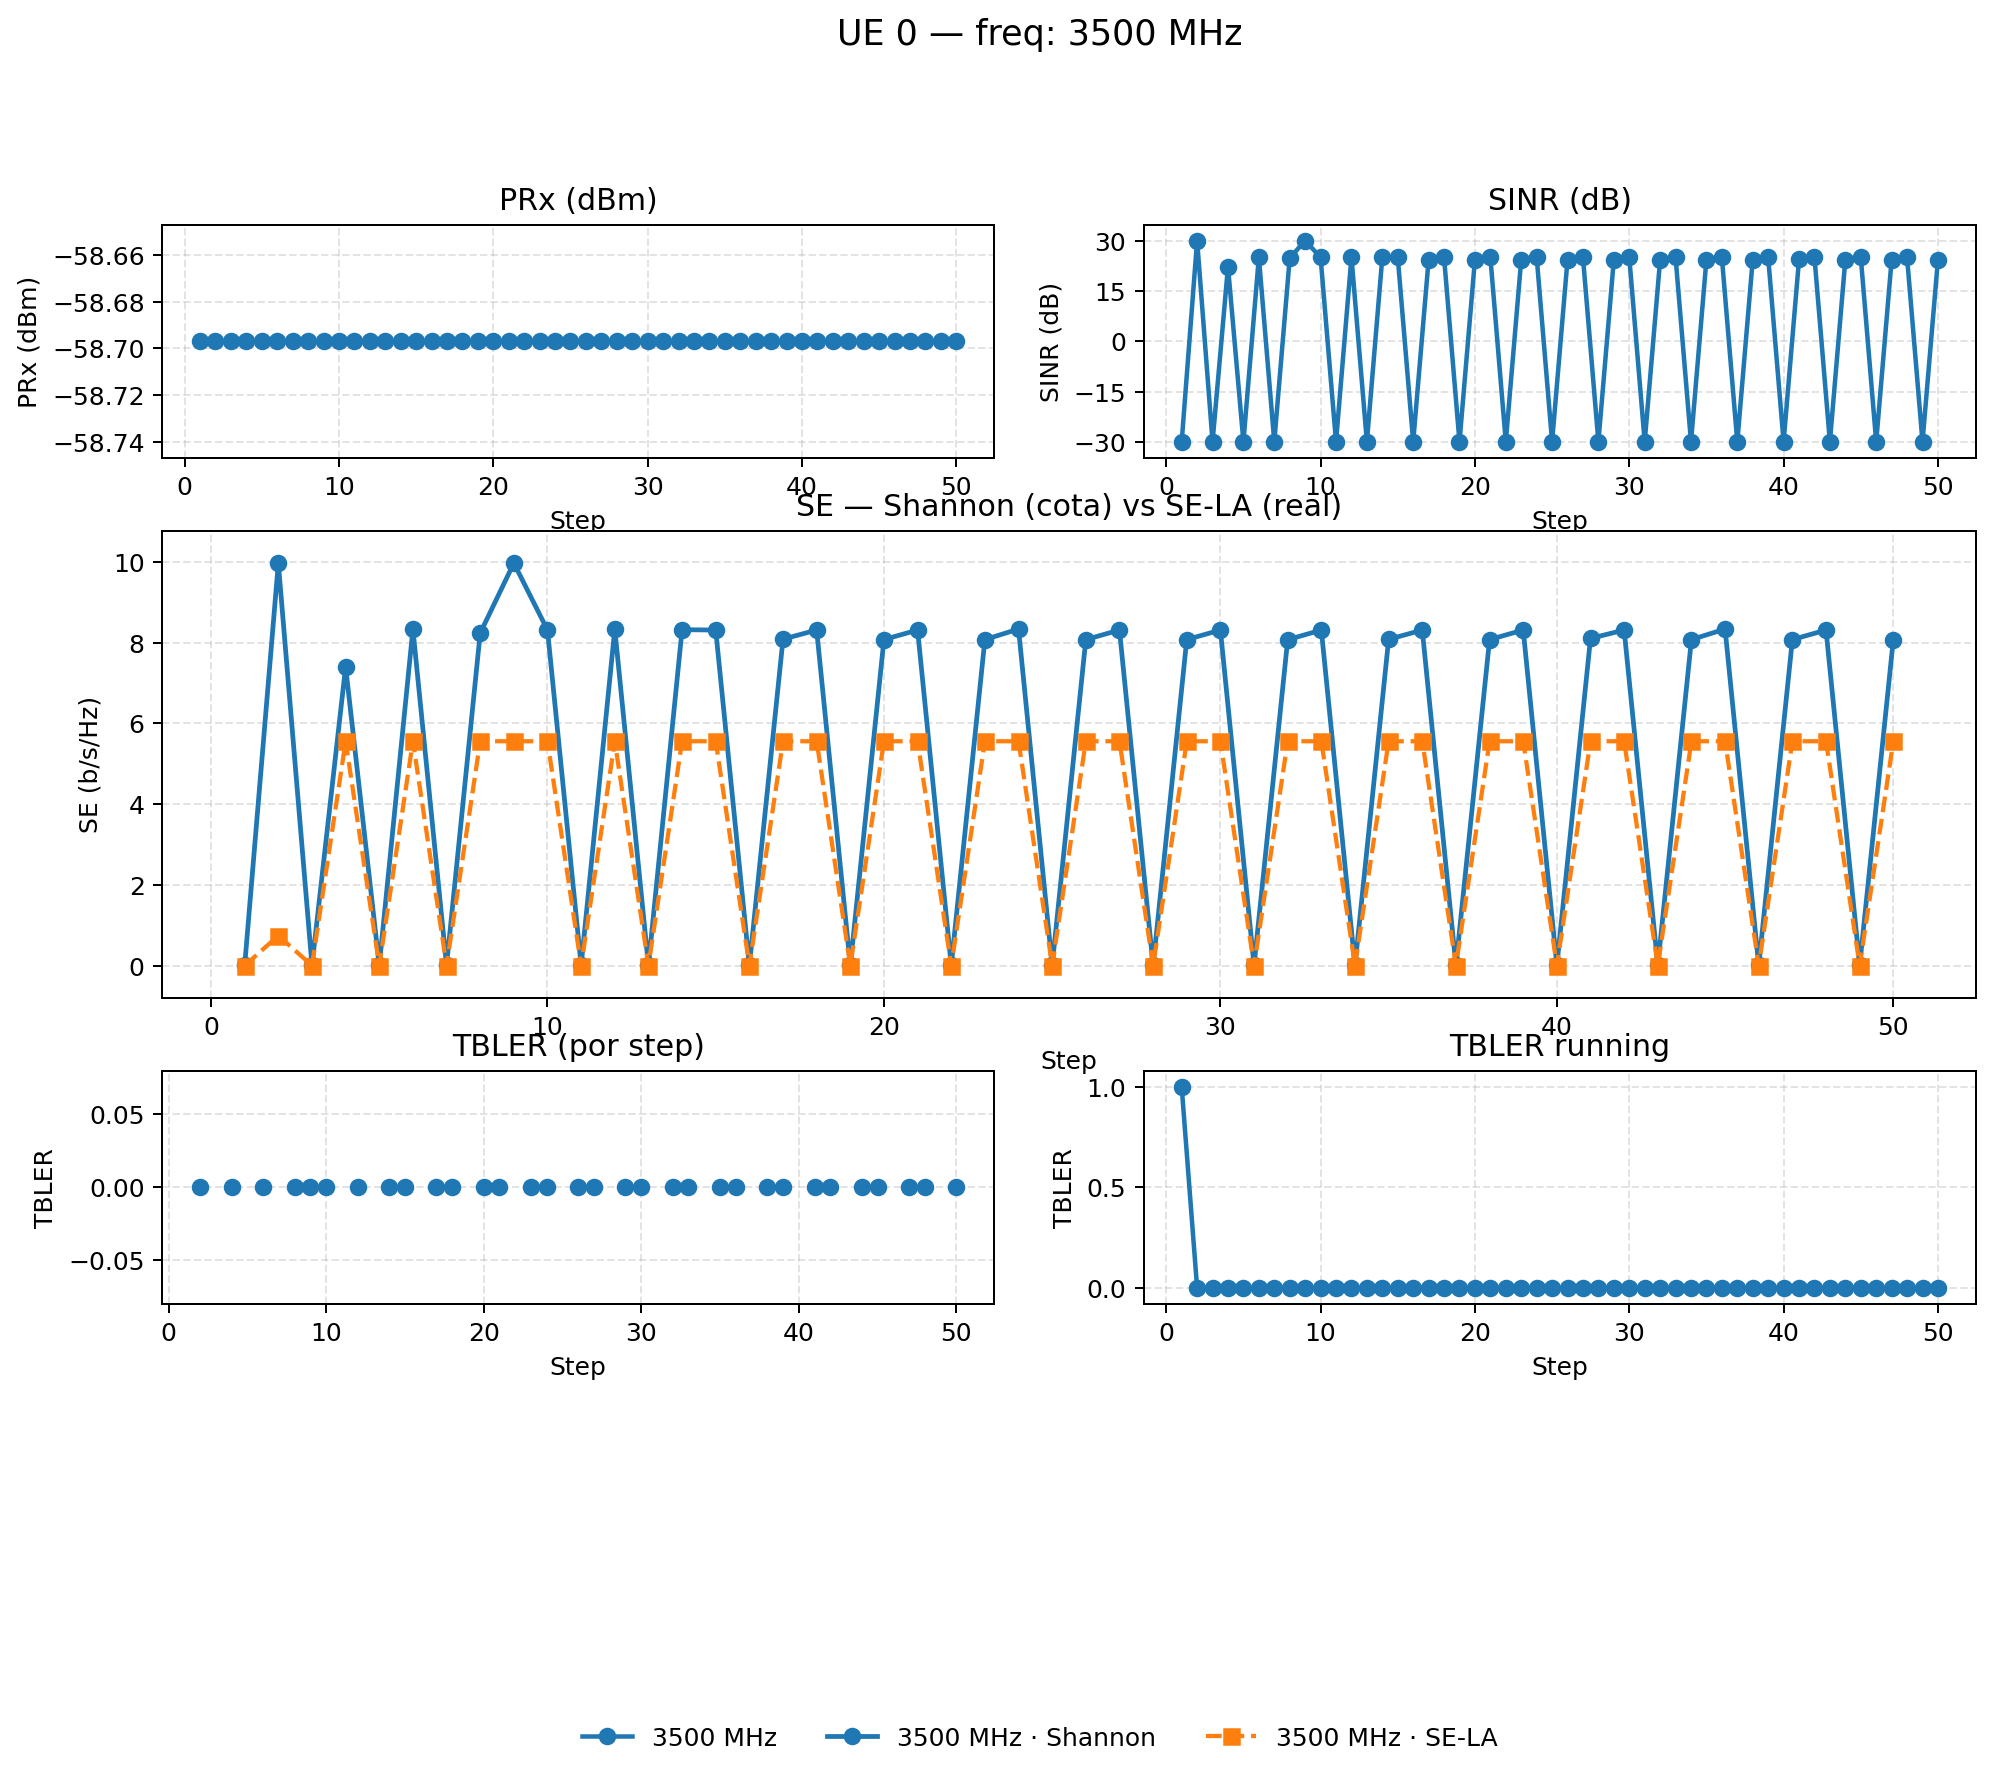 UE 0 — freq: 3500 MHz
PRx (dBm)
SINR (dB)
PRx (dBm)
−58.66
−58.68
−58.70
−58.72
−58.74
0 10 20 30 40 50
Step
SINR (dB)
30
15
0
−15
−30
0 10 20 30 40 50
Step
SE — Shannon (cota) vs SE-LA (real)
SE (b/s/Hz)
10
8
6
4
2
0
0 10 20 30 40 50
Step
TBLER (por step)
TBLER running
TBLER
0.05
0.00
−0.05
0 10 20 30 40 50
Step
TBLER
1.0
0.5
0.0
0 10 20 30 40 50
Step
3500 MHz 3500 MHz · Shannon 3500 MHz · SE-LA